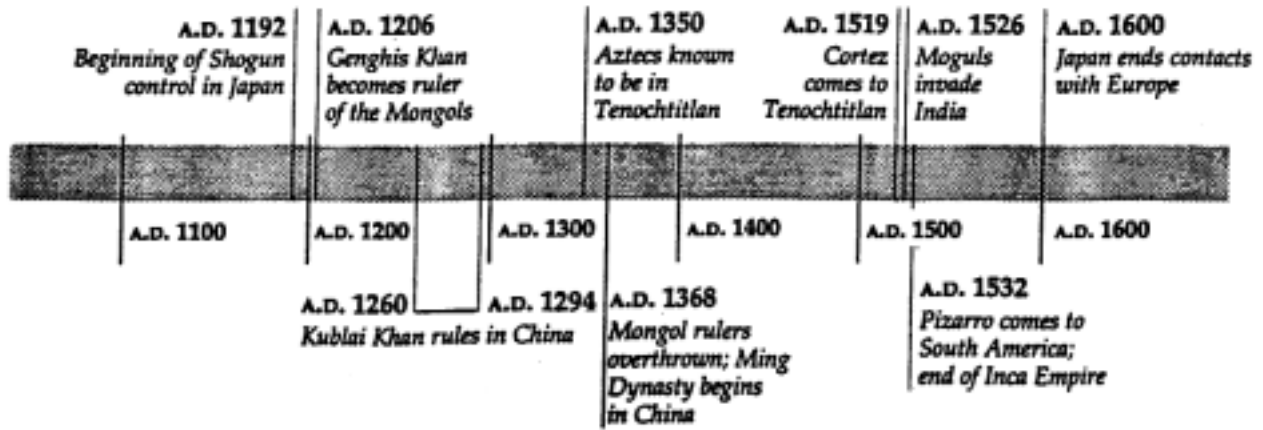 A.D. 1192
Beginning of Shogun
control in Japan
A.D. 1206
Genghis Khan
becomes ruler
of the Mongols
A.D. 1350
Aztecs known
to be in
Tenochtitlan
A.D. 1519
Cortez
comes to
Tenochtitlan
A.D. 1526
Moguls
invade
India
A.D. 1600
Japan ends contacts
with Europe
A.D. 1100
A.D. 1200
A.D. 1300
A.D. 1400
A.D. 1500
A.D. 1600
A.D. 1260
A.D. 1294
Kublai Khan rules in China
A.D. 1368
Mongol rulers
overthrown; Ming
Dynasty begins
in China
A.D. 1532
Pizarro comes to
South America;
end of Inca Empire